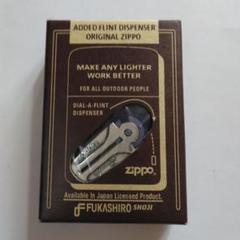 ADDED FLINT DISPENSER
ORIGINAL ZIPPO
MAKE ANY LIGHTER
WORK BETTER
FOR ALL OUTDOOR PEOPLE
DIAL-A-FLINT
DISPENSER
zippo
Available In Japan Licensed Product.
FUKASHIRO SHOJI